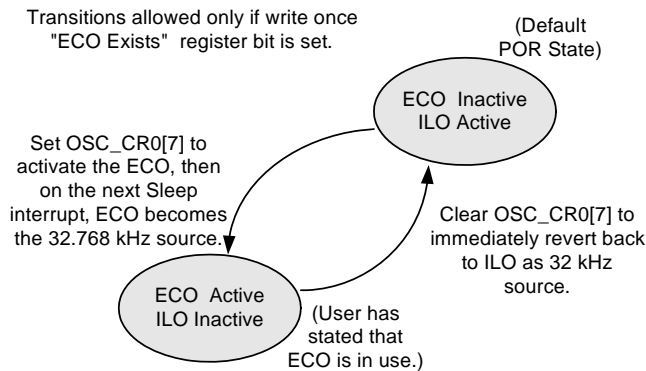 Transitions allowed only if write once
"ECO Exists" register bit is set.
(Default
POR State)
ECO Inactive
ILO Active
Set OSC_CR0[7] to
activate the ECO, then
on the next Sleep
interrupt, ECO becomes
the 32.768 kHz source.
Clear OSC_CR0[7] to
immediately revert back
to ILO as 32 kHz
source.
ECO Active
ILO Inactive
(User has
stated that
ECO is in use.)